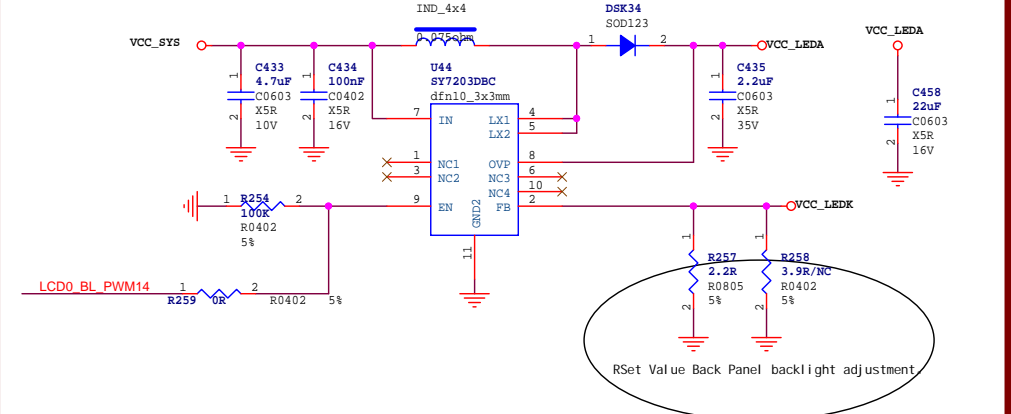 IND_4x4
0.075ohm
DSK34
SOD123
VCC_SYS
1
2
VCC_LEDA
VCC_LEDA
1
C433
4.7uF
C0603
X5R
10V
2
1
C434
100nF
C0402
X5R
16V
2
U44
SY7203DBC
dfn10_3x3mm
7
IN
1
NC1
3
NC2
9
EN
LX1
4
LX2
5
OVP
8
NC3
6
NC4
10
FB
2
GND2
11
1
C435
2.2uF
C0603
X5R
35V
2
1
C458
22uF
C0603
X5R
16V
2
1
R254
2
100K
R0402
5%
LCD0_BL_PWM14
1
2
R259
0R
R0402
5%
VCC_LEDK
1
R257
2.2R
R0805
5%
2
1
R258
3.9R/NC
R0402
5%
2
RSet Value Back Panel backlight adjustment.